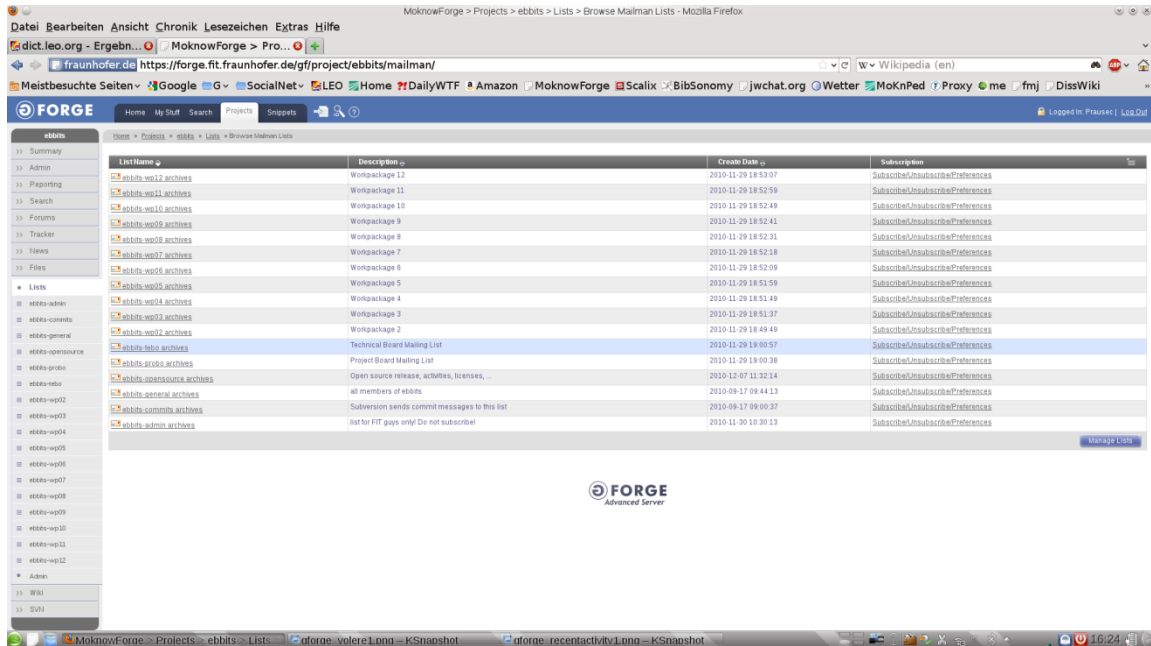 MoknowForge > Projects > ebbits > Lists > Browse Mailman Lists - Mozilla Firefox
Datei Bearbeiten Ansicht Chronik Lesezeichen Extras Hilfe
dict.leo.org - Ergebn... MoknowForge > Pro...
fraunhofer.de https://forge.fit.fraunhofer.de/gf/project/ebbits/mailman/ Wikipedia (en)
Meistbesuchte Seiten Google G SocialNet LEO Home DailyWTF Amazon MoknowForge Scalix BibSonomy jwchat.org Wetter MoKnPed Proxy me fmj DissWiki
FORGE Home My Stuff Search Projects Snippets Logged In: Prausec | Log Out
ebbits Home » Projects » ebbits » Lists » Browse Mailman Lists
Summary
Admin
Reporting
Search
Forums
Tracker
News
Files
Lists
ebbits-admin
ebbits-commits
ebbits-general
ebbits-opensource
ebbits-probo
ebbits-tebo
ebbits-wp02
ebbits-wp03
ebbits-wp04
ebbits-wp05
ebbits-wp06
ebbits-wp07
ebbits-wp08
ebbits-wp09
ebbits-wp10
ebbits-wp11
ebbits-wp12
Admin
Wiki
SVN
List Name Description Create Date Subscription
ebbits-wp12 archives Workpackage 12 2010-11-29 18:53:07 Subscribe/Unsubscribe/Preferences
ebbits-wp11 archives Workpackage 11 2010-11-29 18:52:59 Subscribe/Unsubscribe/Preferences
ebbits-wp10 archives Workpackage 10 2010-11-29 18:52:49 Subscribe/Unsubscribe/Preferences
ebbits-wp09 archives Workpackage 9 2010-11-29 18:52:41 Subscribe/Unsubscribe/Preferences
ebbits-wp08 archives Workpackage 8 2010-11-29 18:52:31 Subscribe/Unsubscribe/Preferences
ebbits-wp07 archives Workpackage 7 2010-11-29 18:52:18 Subscribe/Unsubscribe/Preferences
ebbits-wp06 archives Workpackage 6 2010-11-29 18:52:09 Subscribe/Unsubscribe/Preferences
ebbits-wp05 archives Workpackage 5 2010-11-29 18:51:59 Subscribe/Unsubscribe/Preferences
ebbits-wp04 archives Workpackage 4 2010-11-29 18:51:49 Subscribe/Unsubscribe/Preferences
ebbits-wp03 archives Workpackage 3 2010-11-29 18:51:37 Subscribe/Unsubscribe/Preferences
ebbits-wp02 archives Workpackage 2 2010-11-29 18:49:49 Subscribe/Unsubscribe/Preferences
ebbits-tebo archives Technical Board Mailing List 2010-11-29 19:00:57 Subscribe/Unsubscribe/Preferences
ebbits-probo archives Project Board Mailing List 2010-11-29 19:00:38 Subscribe/Unsubscribe/Preferences
ebbits-opensource archives Open source release, activities, licenses, ... 2010-12-07 11:32:14 Subscribe/Unsubscribe/Preferences
ebbits-general archives all members of ebbits 2010-09-17 09:44:13 Subscribe/Unsubscribe/Preferences
ebbits-commits archives Subversion sends commit messages to this list 2010-09-17 09:00:37 Subscribe/Unsubscribe/Preferences
ebbits-admin archives list for FIT guys only! Do not subscribe! 2010-11-30 10:30:13 Subscribe/Unsubscribe/Preferences
Manage Lists
FORGE
Advanced Server
MoknowForge > Projects > ebbits > Lists gforge_volere1.png – KSnapshot gforge_recentactivity1.png – KSnapshot 16:24